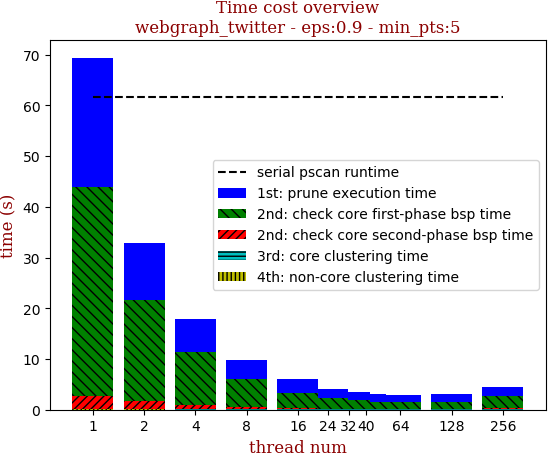 Time cost overview
webgraph_twitter - eps:0.9 - min_pts:5
time (s)
70
60
50
40
30
20
10
0
serial pscan runtime
1st: prune execution time
2nd: check core first-phase bsp time
2nd: check core second-phase bsp time
3rd: core clustering time
4th: non-core clustering time
1 2 4 8 16 24 32 40 64 128 256
thread num